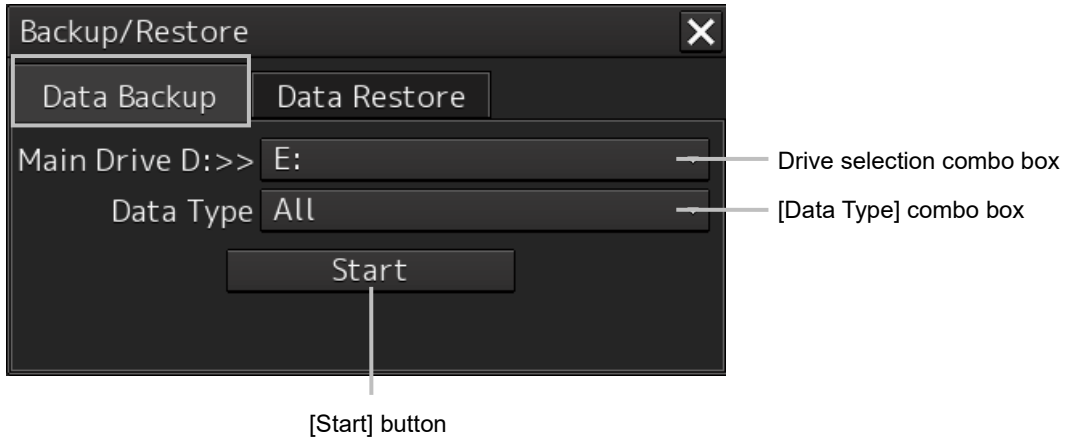 Backup/Restore
Data Backup
Data Restore
Main Drive D:>> E:
Drive selection combo box
Data Type All
[Data Type] combo box
Start
[Start] button